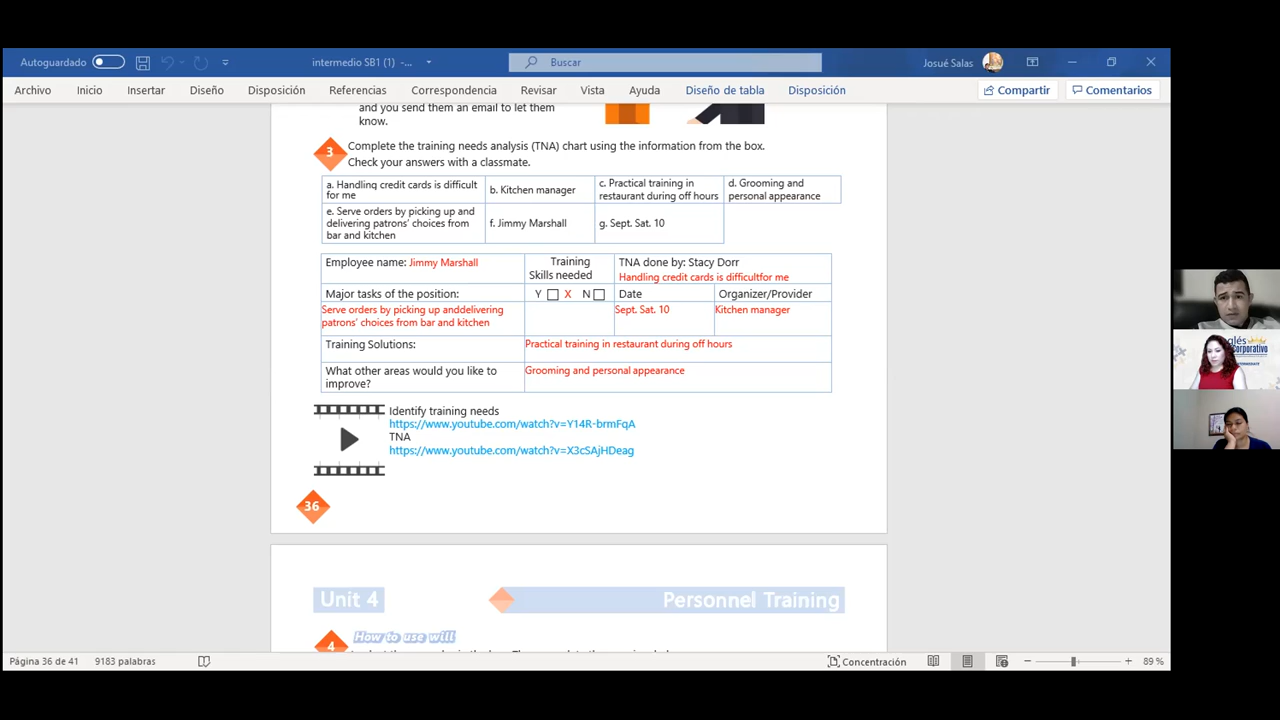 Autoguardado
intermedio SB1 (1) -...
Buscar
Josué Salas
Archivo Inicio Insertar Diseño Disposición Referencias Correspondencia Revisar Vista Ayuda Diseño de tabla Disposición Compartir Comentarios
and you send them an email to let them
know.
3
Complete the training needs analysis (TNA) chart using the information from the box.
Check your answers with a classmate.
a. Handling credit cards is difficult
for me
b. Kitchen manager
c. Practical training in
restaurant during off hours
d. Grooming and
personal appearance
e. Serve orders by picking up and
delivering patrons' choices from
bar and kitchen
f. Jimmy Marshall
g. Sept. Sat. 10
Employee name: Jimmy Marshall
Training
Skills needed
TNA done by: Stacy Dorr
Handling credit cards is difficultfor me
Major tasks of the position:
Y X N
Date
Organizer/Provider
Serve orders by picking up anddelivering
patrons' choices from bar and kitchen
Sept. Sat. 10
Kitchen manager
Training Solutions:
Practical training in restaurant during off hours
What other areas would you like to
improve?
Grooming and personal appearance
Identify training needs
https://www.youtube.com/watch?v=Y14R-brmFqA
TNA
https://www.youtube.com/watch?v=X3cSAjHDeag
36
Unit 4
Personnel Training
4
How to use will
Página 36 de 41
9183 palabras
Concentración
89 %
Inglés
Corporativo